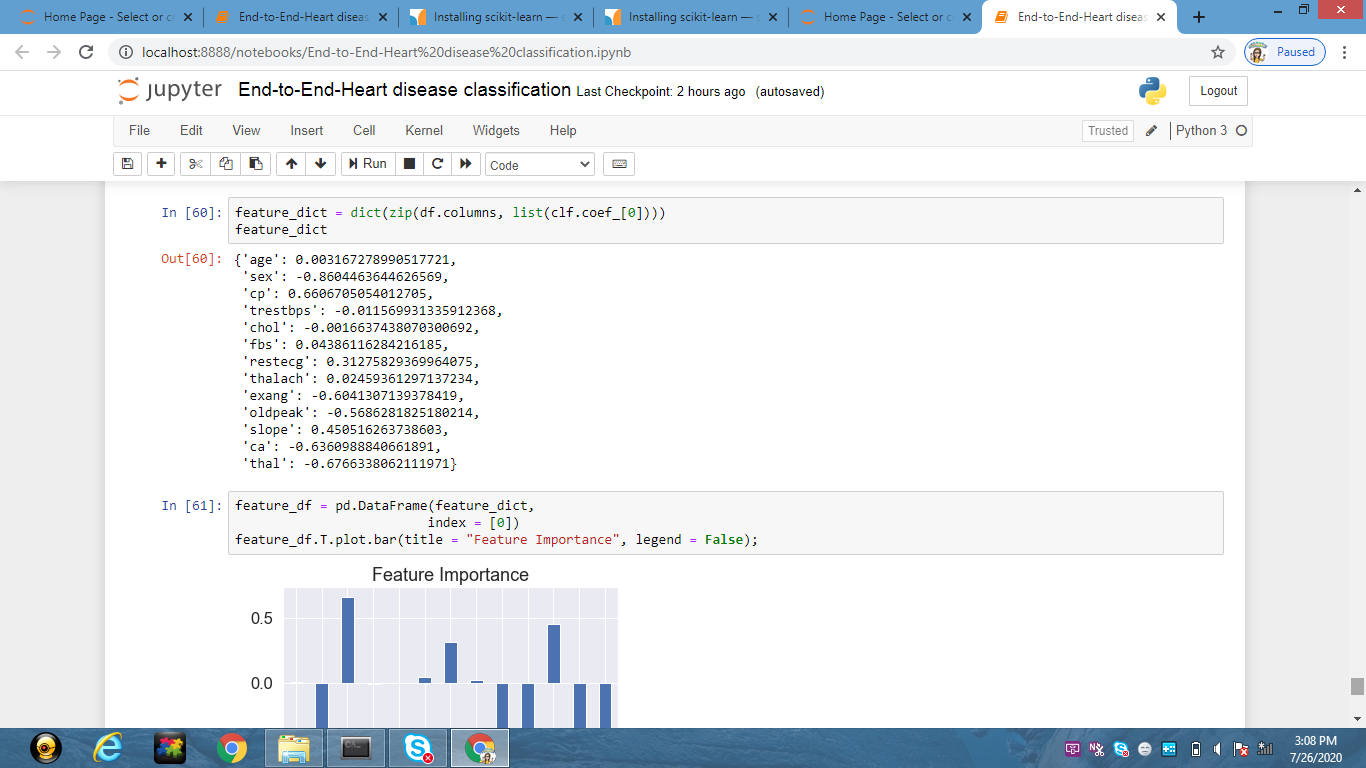 Home Page - Select or c
End-to-End-Heart diseas
Installing scikit-learn — s
Installing scikit-learn — s
Home Page - Select or c
End-to-End-Heart diseas
localhost:8888/notebooks/End-to-End-Heart%20disease%20classification.ipynb
Paused
jupyter End-to-End-Heart disease classification Last Checkpoint: 2 hours ago (autosaved)
Logout
File Edit View Insert Cell Kernel Widgets Help
Trusted
Python 3
Run
Code
In [60]: feature_dict = dict(zip(df.columns, list(clf.coef_[0])))
feature_dict
Out[60]: {'age': 0.003167278990517721,
'sex': -0.8604463644626569,
'cp': 0.6606705054012705,
'trestbps': -0.011569931335912368,
'chol': -0.0016637438070300692,
'fbs': 0.04386116284216185,
'restecg': 0.31275829369964075,
'thalach': 0.02459361297137234,
'exang': -0.6041307139378419,
'oldpeak': -0.5686281825180214,
'slope': 0.450516263738603,
'ca': -0.6360988840661891,
'thal': -0.6766338062111971}
In [61]: feature_df = pd.DataFrame(feature_dict,
index = [0])
feature_df.T.plot.bar(title = "Feature Importance", legend = False);
Feature Importance
0.5
0.0
3:08 PM
7/26/2020